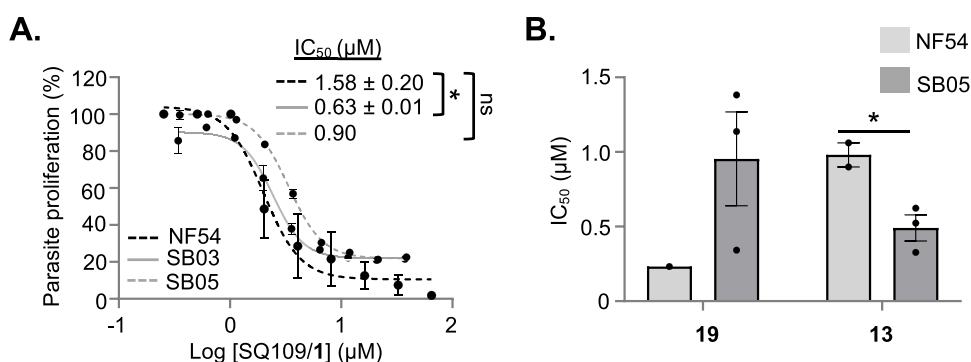 A.
IC50 (µM)
1.58 ± 0.20
0.63 ± 0.01
0.90
*
ns
Parasite proliferation (%)
120
100
80
60
40
20
0
NF54
SB03
SB05
-1 0 1 2
Log [SQ109/1] (µM)
B.
NF54
SB05
IC50 (µM)
1.5
1.0
0.5
0
*
19 13